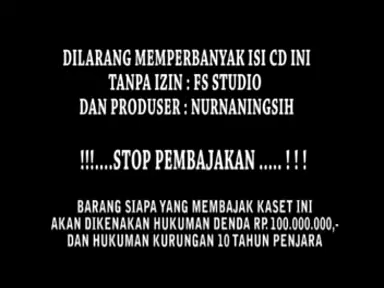 DILARANG MEMPERBANYAK ISI CD INI
TANPA IZIN : FS STUDIO
DAN PRODUSER : NURNANINGSIH
!!!....STOP PEMBAJAKAN ..... ! ! !
BARANG SIAPA YANG MEMBAJAK KASET INI
AKAN DIKENAKAN HUKUMAN DENDA RP. 100.000.000,-
DAN HUKUMAN KURUNGAN 10 TAHUN PENJARA